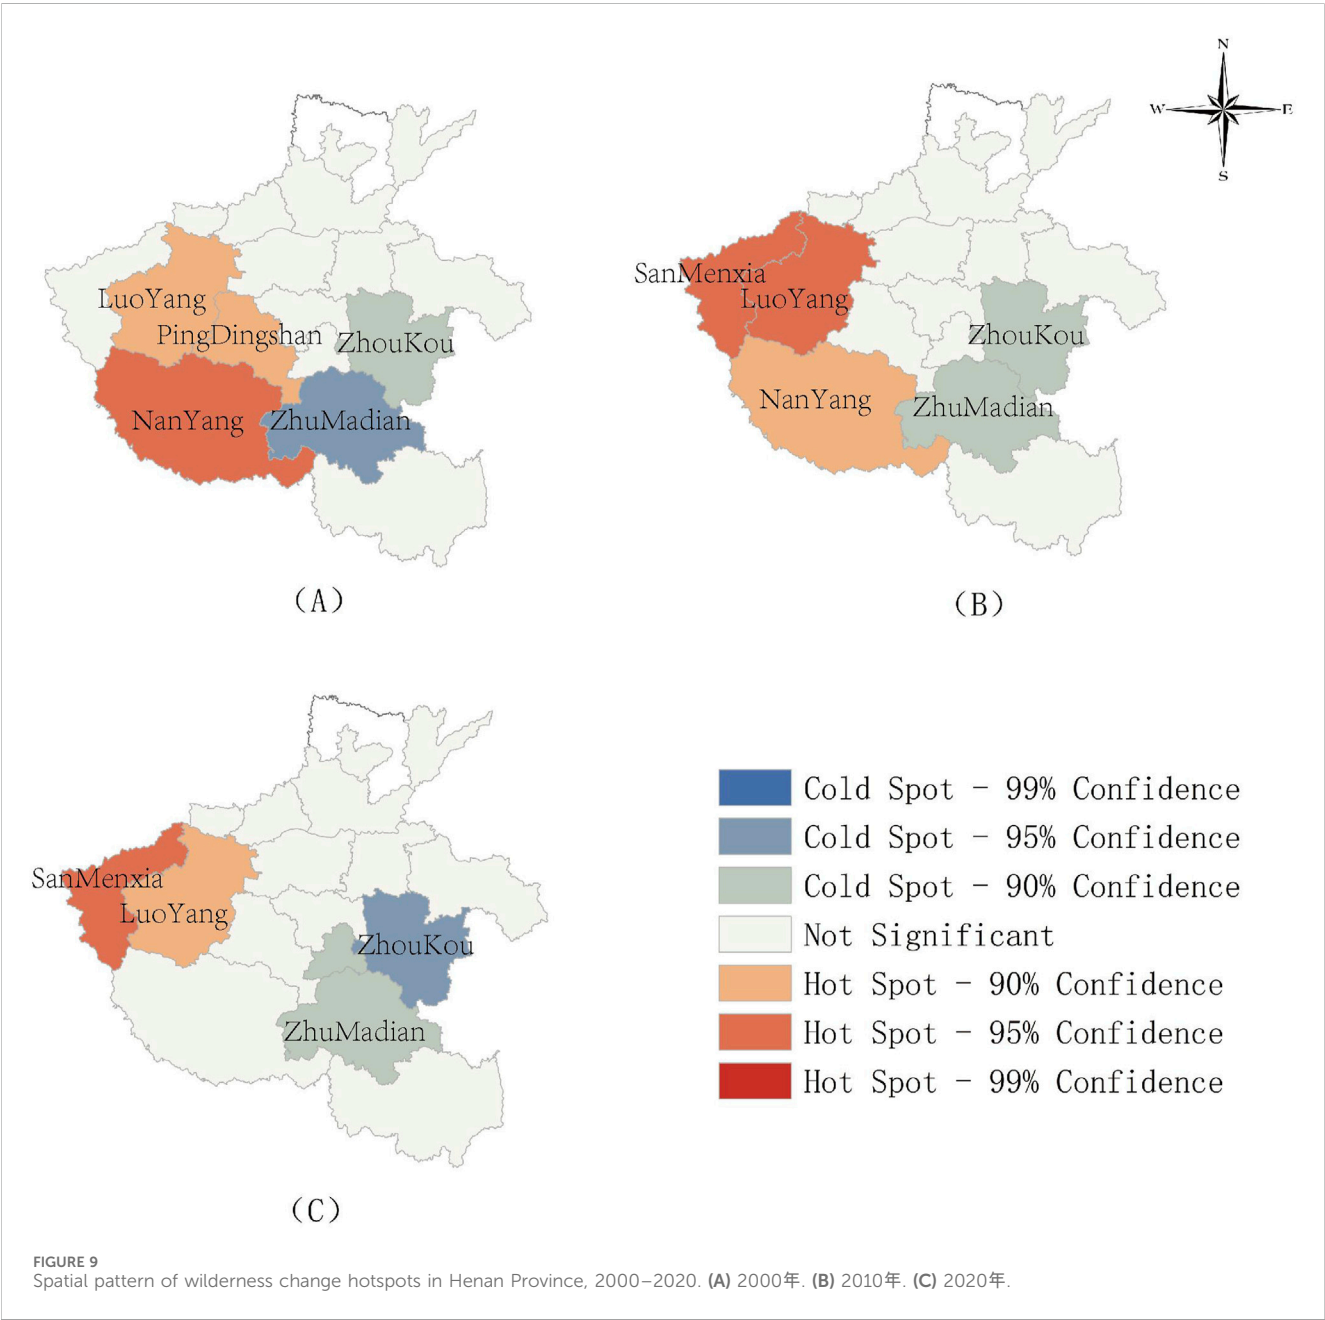 N
W
E
S
LuoYang
PingDingshan
ZhouKou
NanYang
ZhuMadian
(A)
SanMenxia
LuoYang
ZhouKou
NanYang
ZhuMadian
(B)
SanMenxia
LuoYang
ZhouKou
ZhuMadian
(C)
Cold Spot - 99% Confidence
Cold Spot - 95% Confidence
Cold Spot - 90% Confidence
Not Significant
Hot Spot - 90% Confidence
Hot Spot - 95% Confidence
Hot Spot - 99% Confidence
FIGURE 9
Spatial pattern of wilderness change hotspots in Henan Province, 2000–2020. (A) 2000年. (B) 2010年. (C) 2020年.